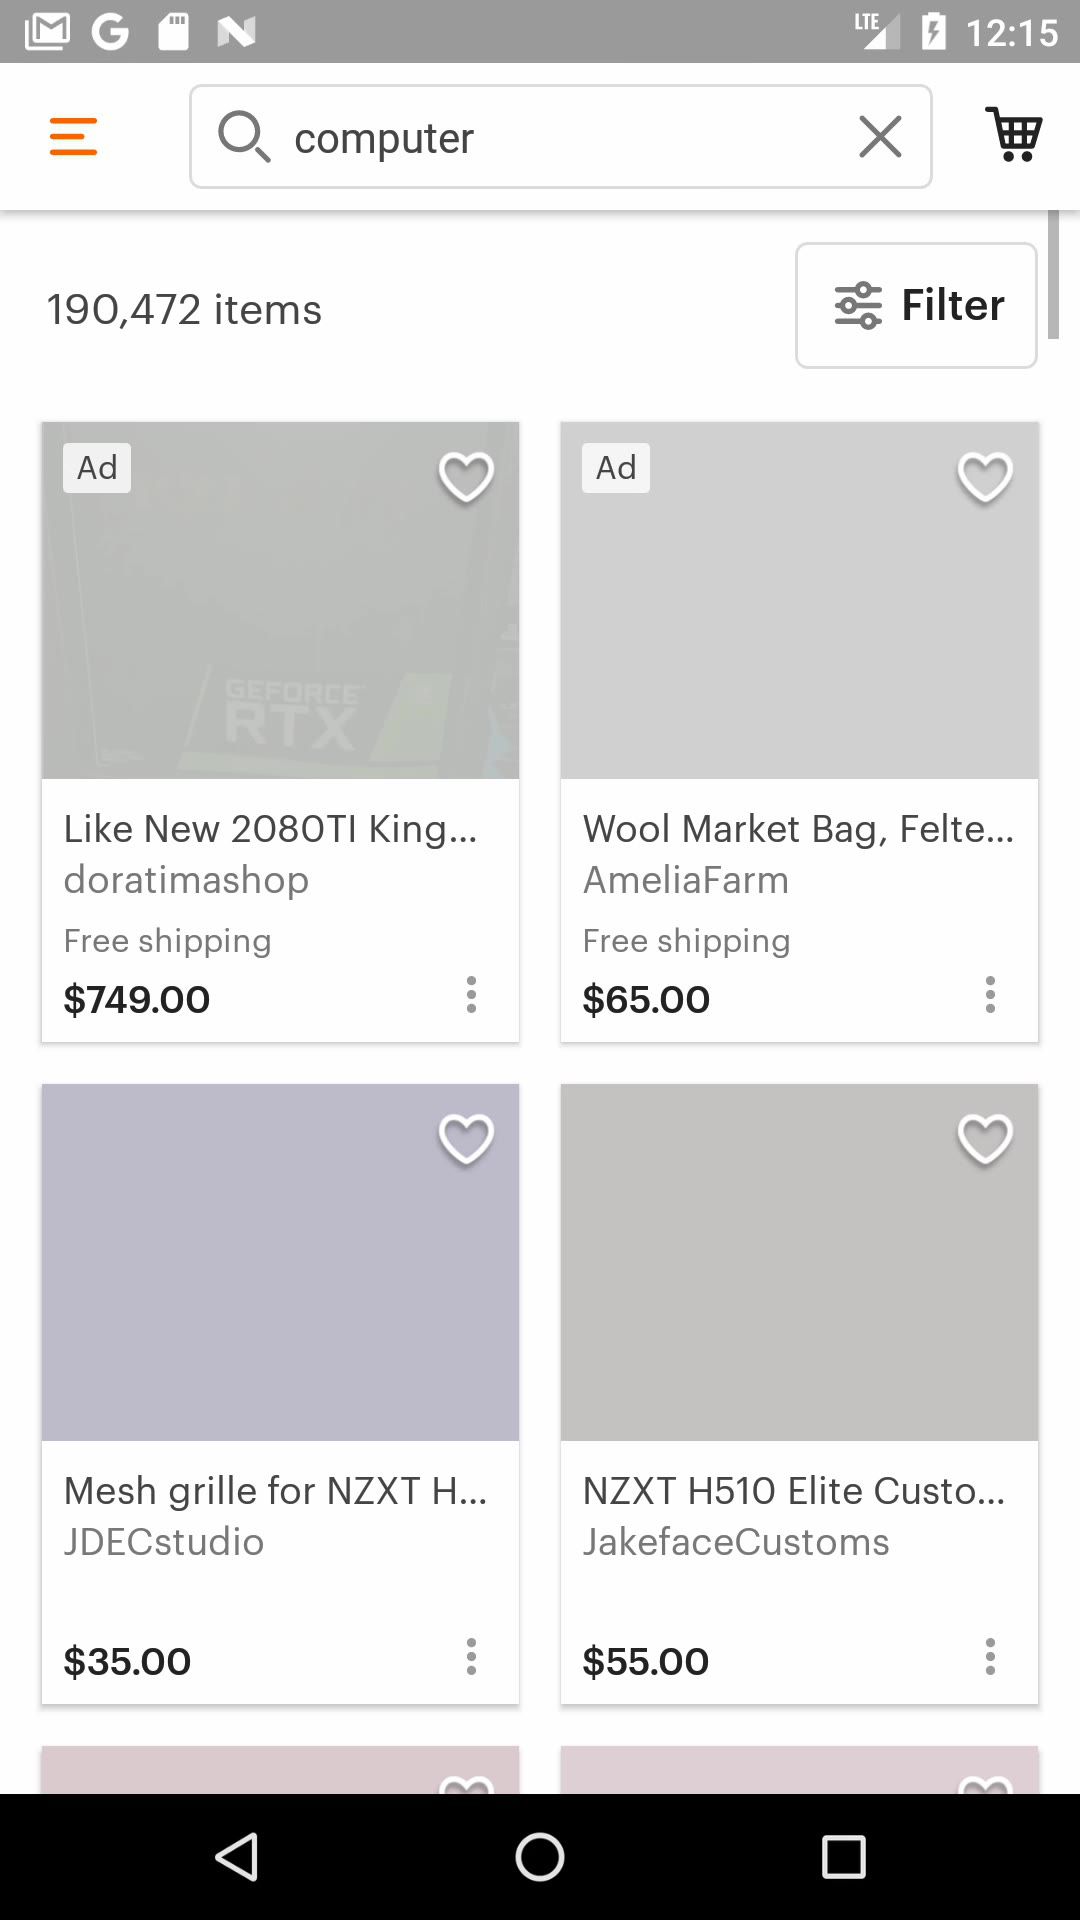 LTE 12:15
computer
190,472 items
Filter
Ad
Ad
GEFORCE
RTX
Like New 2080TI King...
doratimashop
Free shipping
$749.00
Wool Market Bag, Felte...
AmeliaFarm
Free shipping
$65.00
Mesh grille for NZXT H...
JDECstudio
$35.00
NZXT H510 Elite Custo...
JakefaceCustoms
$55.00